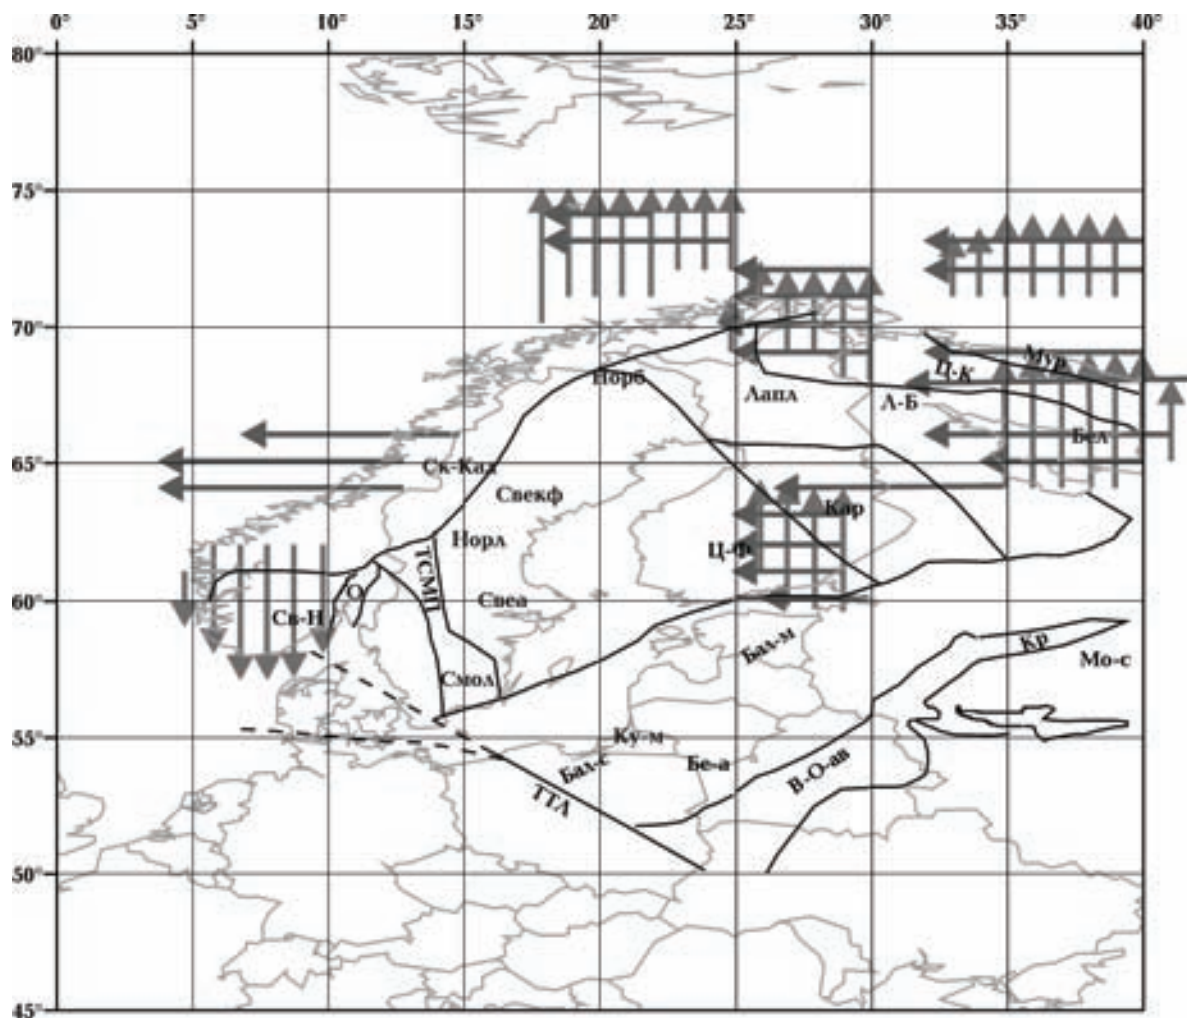 0° 5° 10° 15° 20° 25° 30° 35° 40°
80°
75°
70°
Мур
Ц-К
Норб
Лапл
Л-Б
Бел
65°
Ск-Кал
Свекф
Кар
Норл
Ц-Ф
ТСМП
60°
О
Свеа
Св-Н
Кр
Бал-м
Мо-с
Смол
55°
Ку-м
Бал-с
Бе-а
В-О-ав
ТТЛ
50°
45°